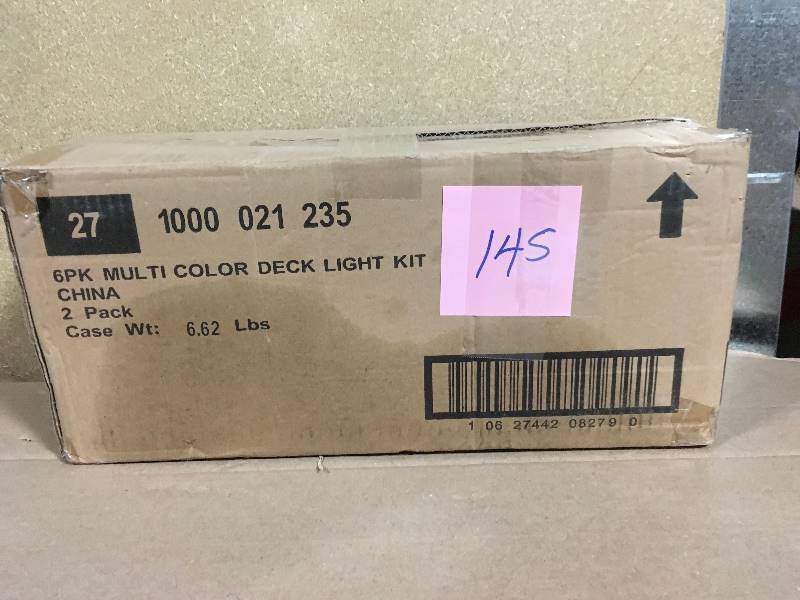 27 1000 021 235
6PK MULTI COLOR DECK LIGHT KIT
CHINA
2 Pack
Case Wt: 6.62 Lbs
145
1 06 27442 08279 0